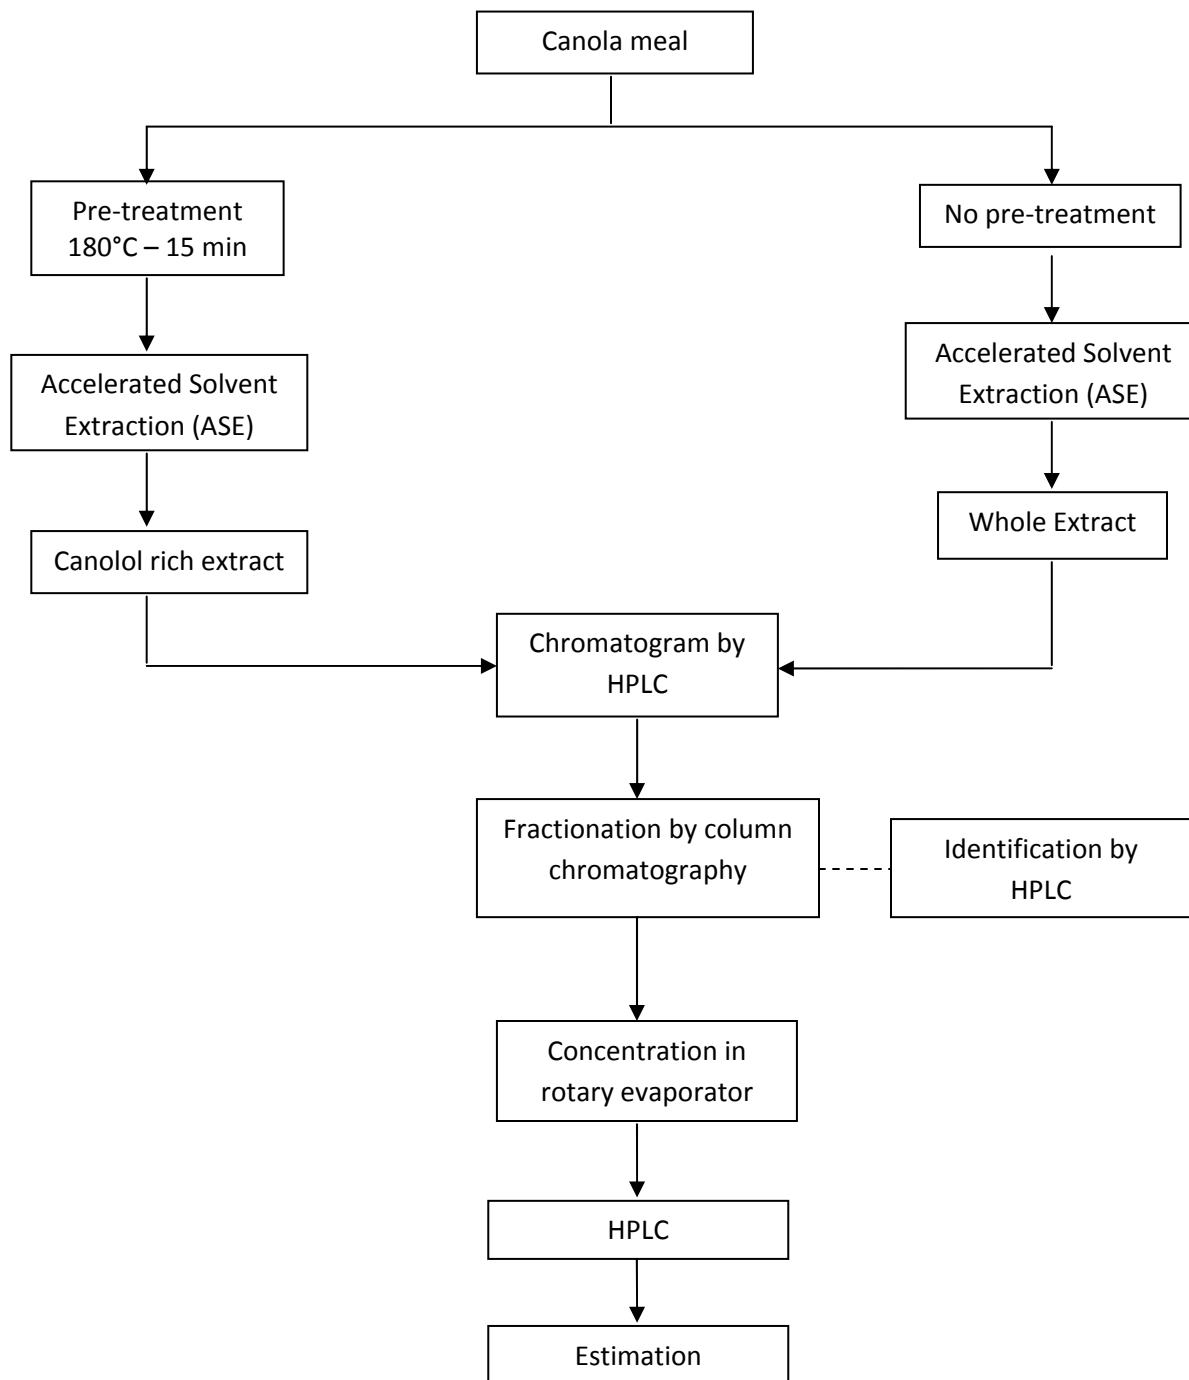 Canola meal
Pre-treatment
180°C – 15 min
No pre-treatment
Accelerated Solvent
Extraction (ASE)
Accelerated Solvent
Extraction (ASE)
Canolol rich extract
Whole Extract
Chromatogram by
HPLC
Fractionation by column
chromatography
Identification by
HPLC
Concentration in
rotary evaporator
HPLC
Estimation